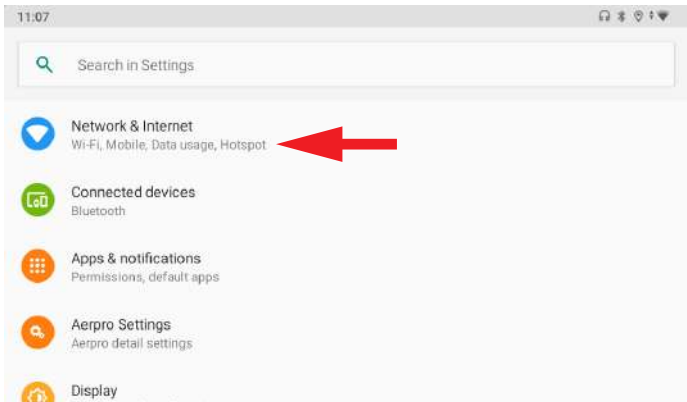 11:07
Search in Settings
Network & Internet
Wi-Fi, Mobile, Data usage, Hotspot
Connected devices
Bluetooth
Apps & notifications
Permissions, default apps
Aerpro Settings
Aerpro detail settings
Display